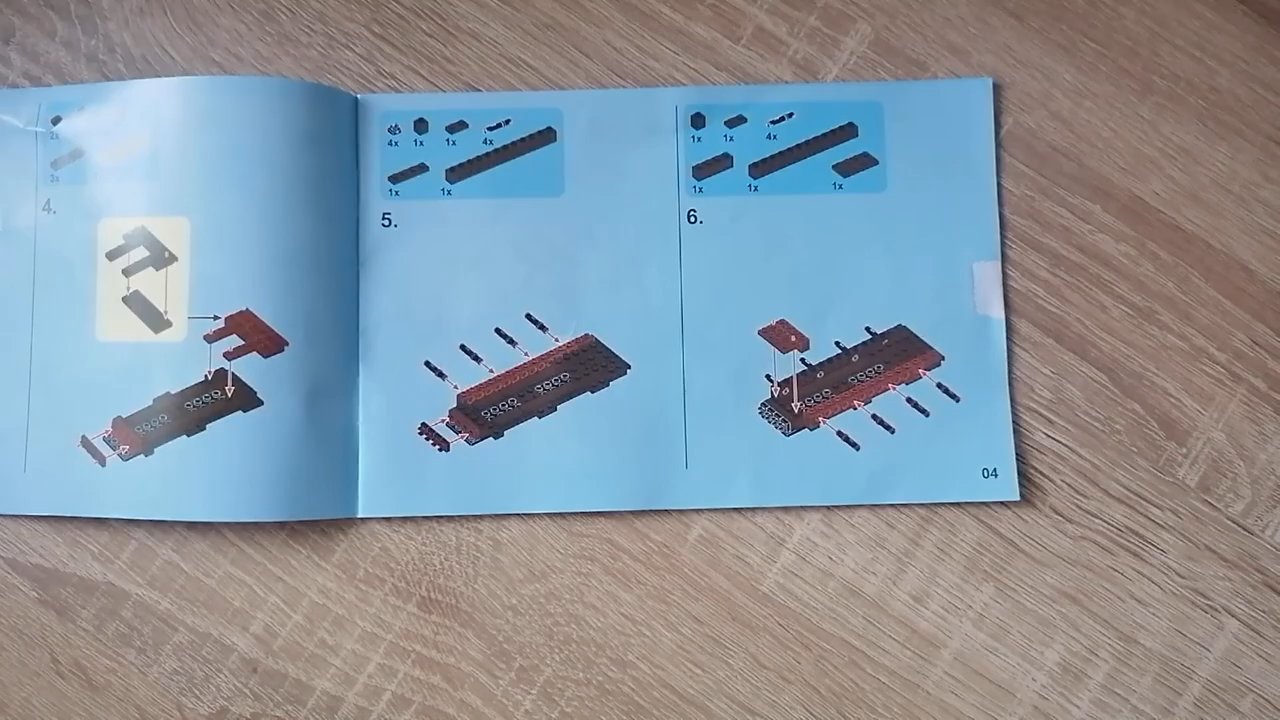 2x
3x
4.
4x 1x 1x 4x
1x 1x
5.
1x 1x 4x
1x 1x 1x
6.
04